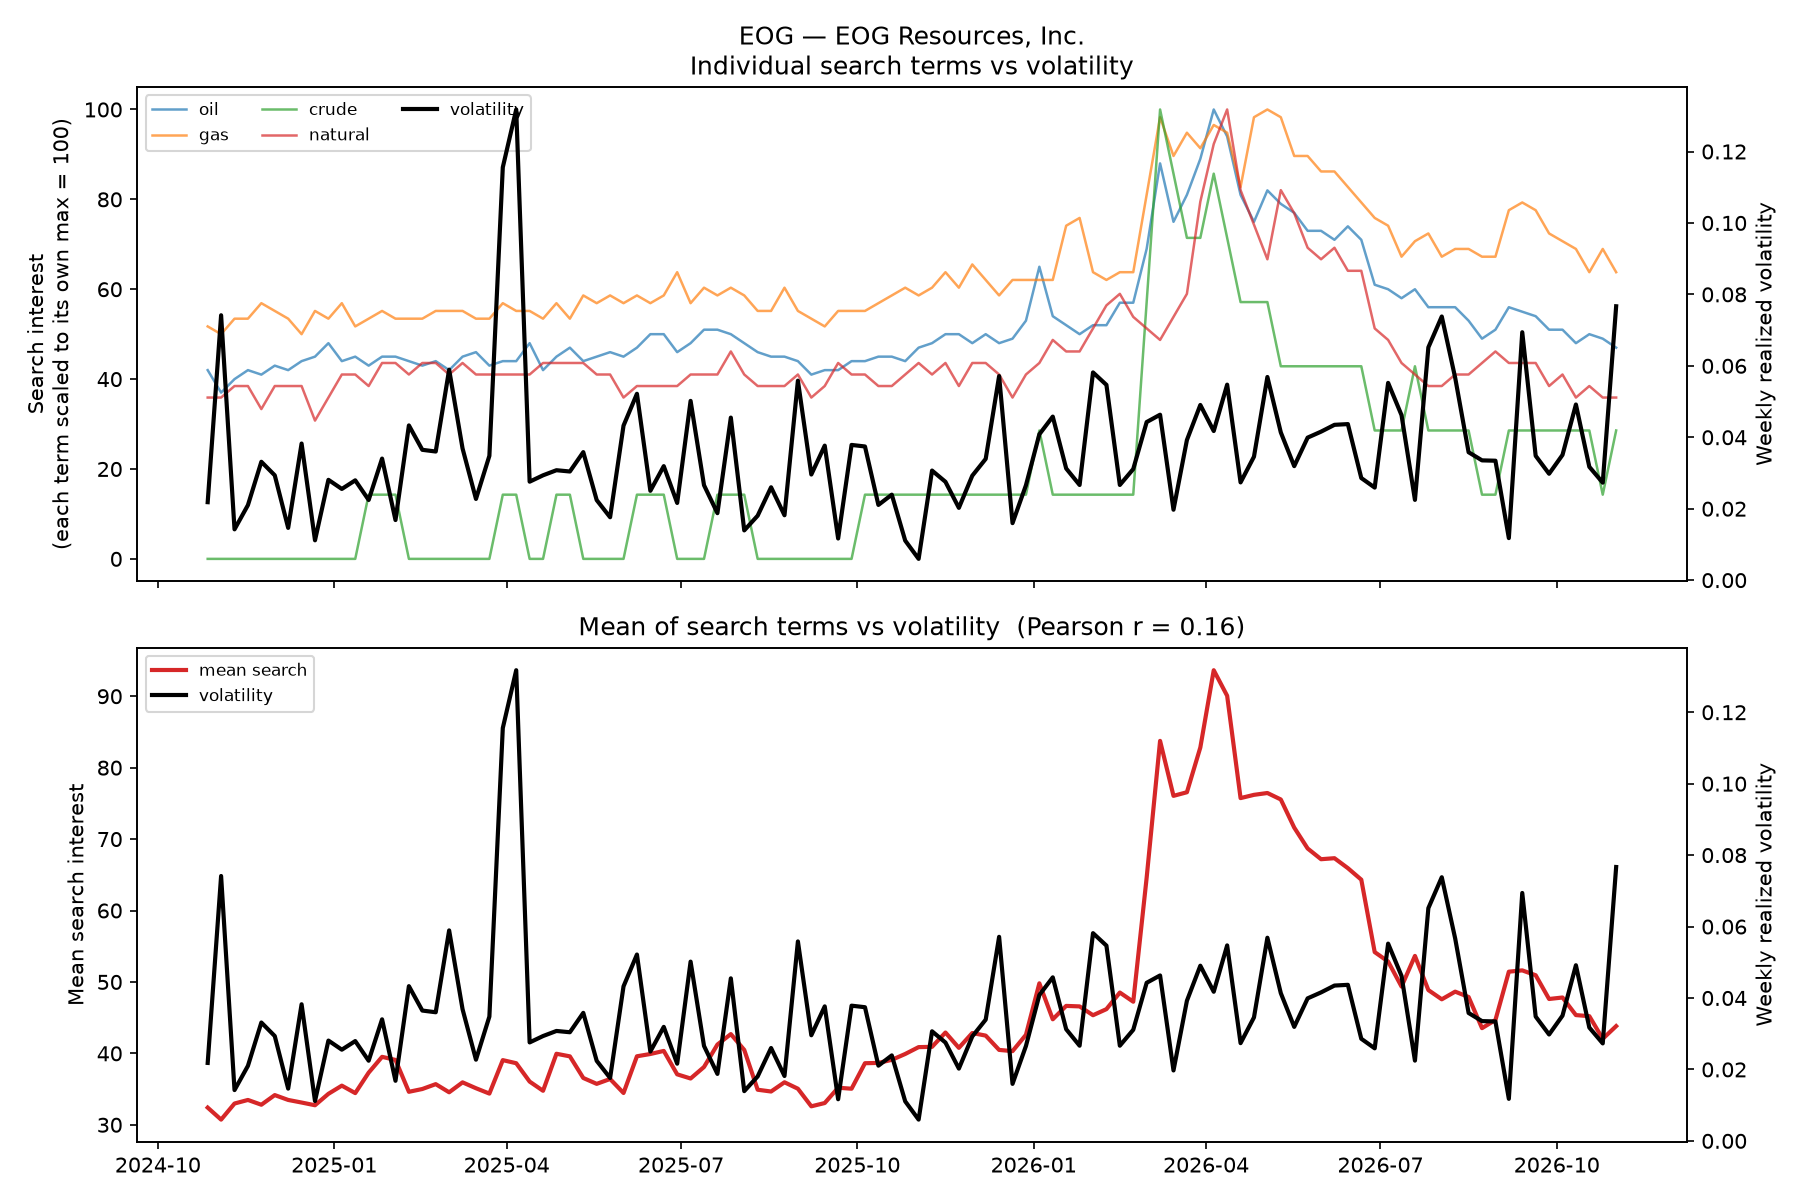 EOG — EOG Resources, Inc.
Individual search terms vs volatility
oil
gas
crude
natural
volatility
Search interest
(each term scaled to its own max = 100)
100
80
60
40
20
0
0.12
0.10
0.08
0.06
0.04
0.02
0.00
Weekly realized volatility
Mean of search terms vs volatility (Pearson r = 0.16)
mean search
volatility
Mean search interest
90
80
70
60
50
40
30
0.12
0.10
0.08
0.06
0.04
0.02
0.00
Weekly realized volatility
2024-10 2025-01 2025-04 2025-07 2025-10 2026-01 2026-04 2026-07 2026-10